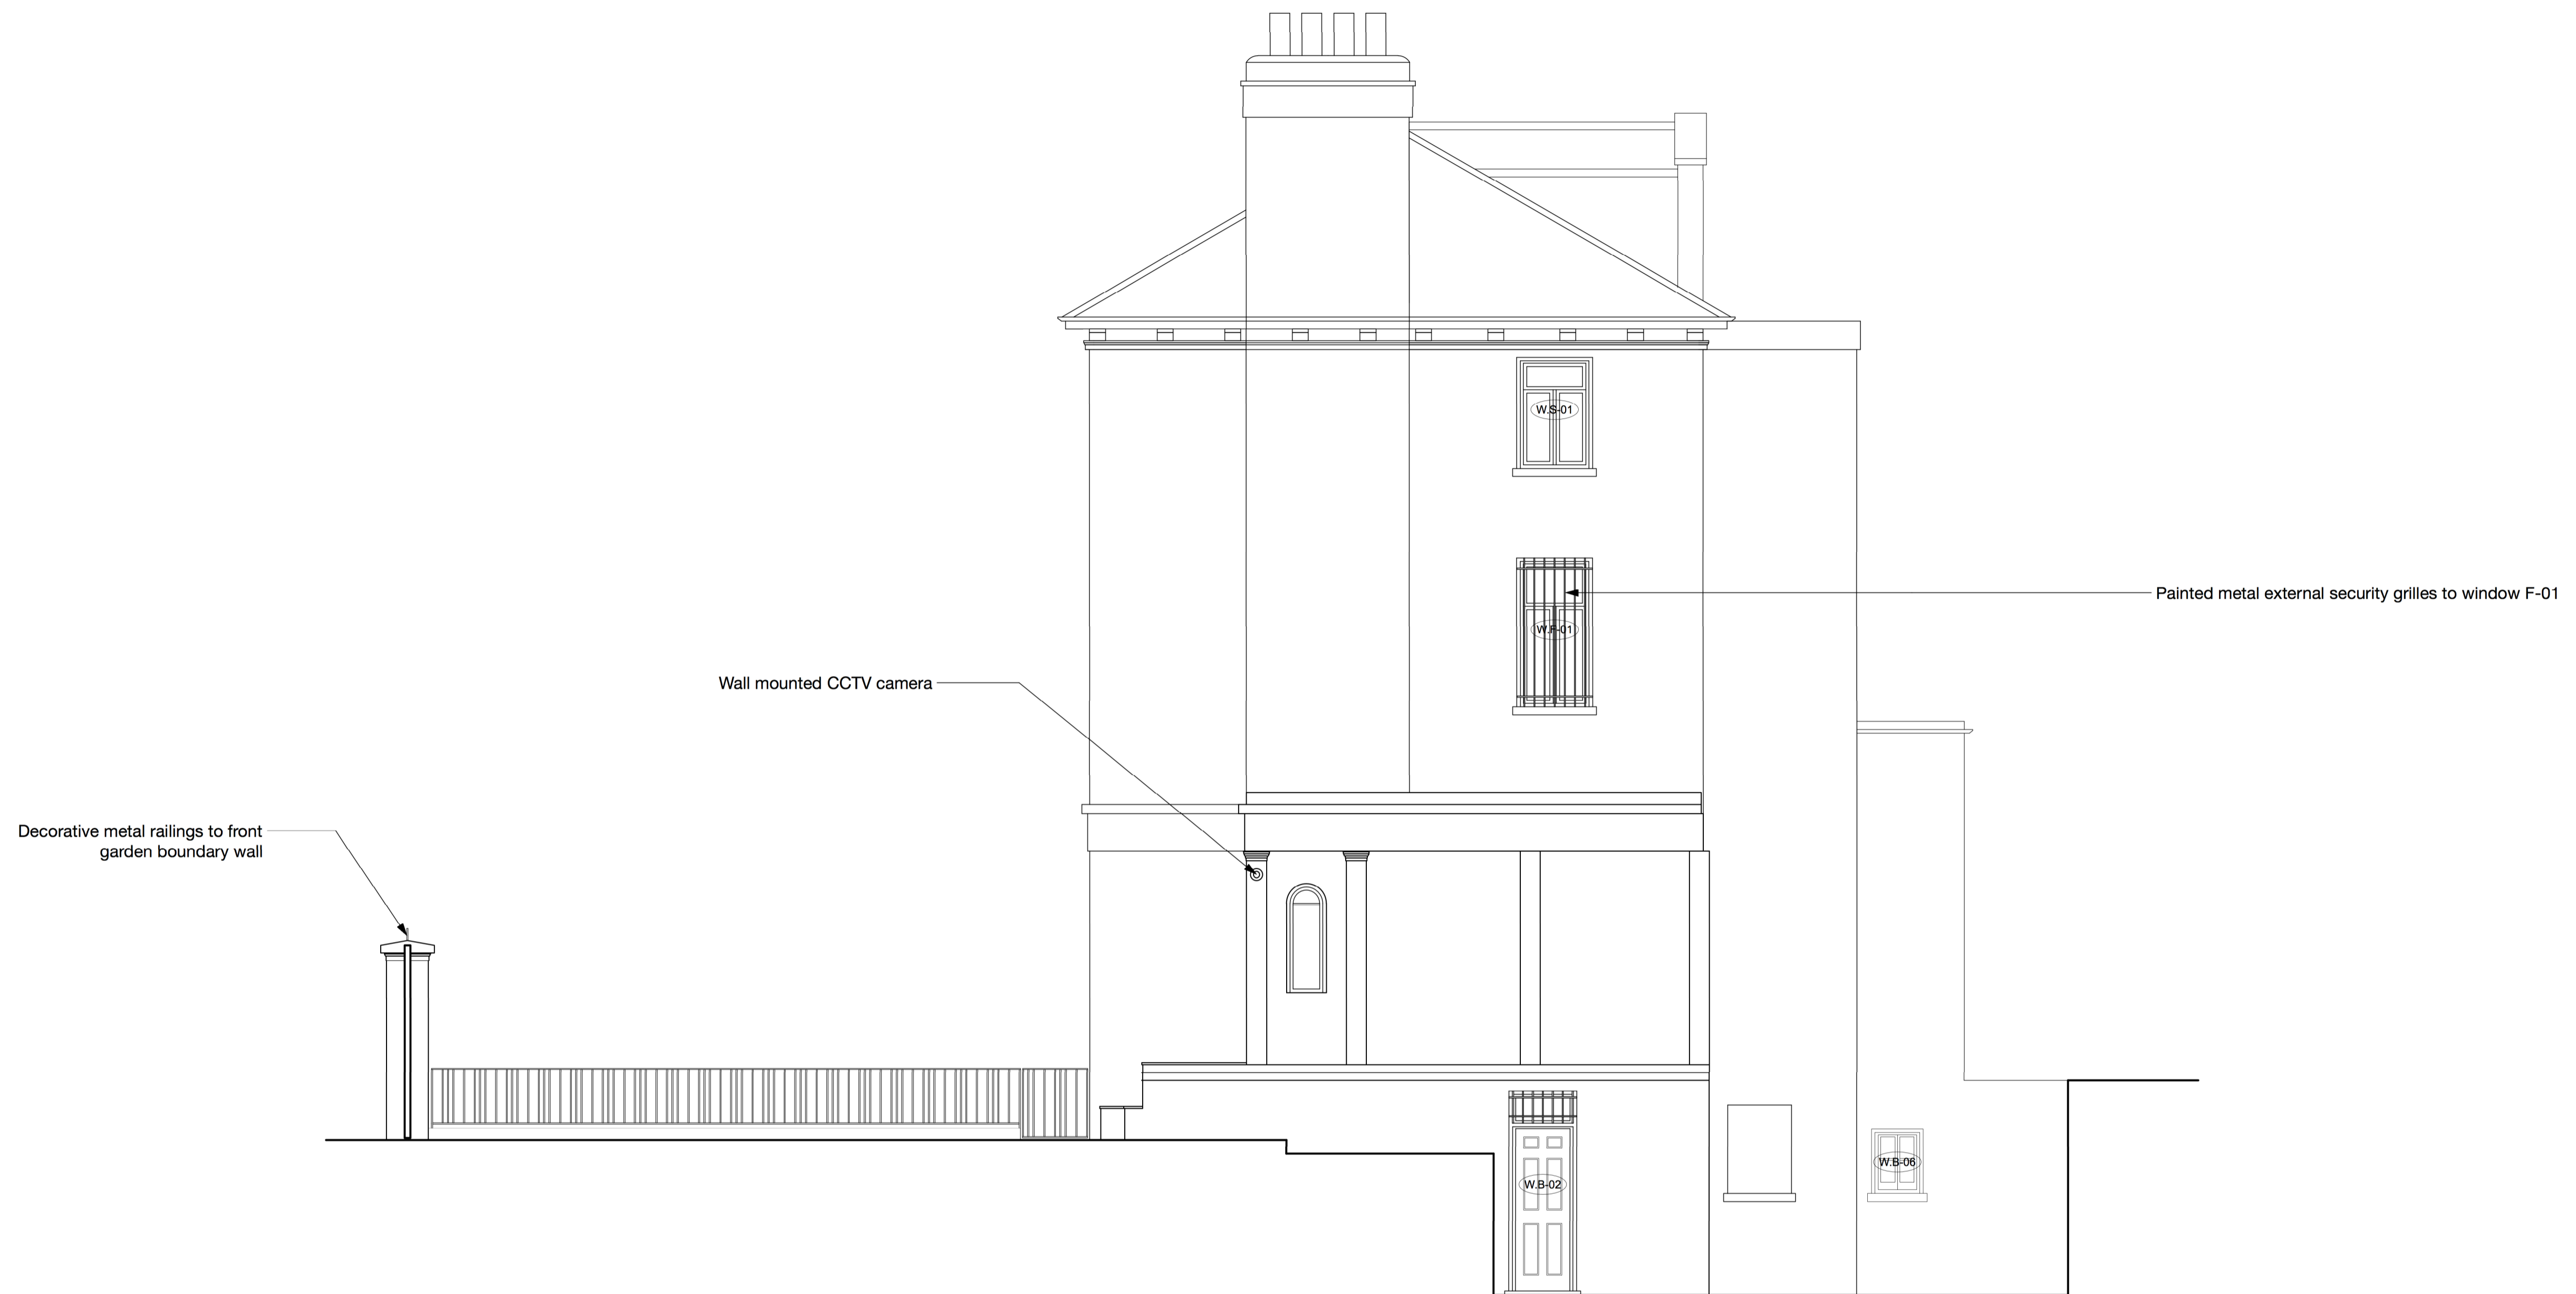 W.S-01
Painted metal external security grilles to window F-01
W.F-01
Wall mounted CCTV camera
Decorative metal railings to front
garden boundary wall
W.B-06
W.B-02